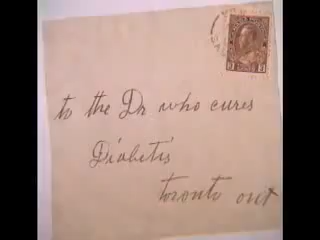 to the Dr who cures
Diabetis
toronto ont